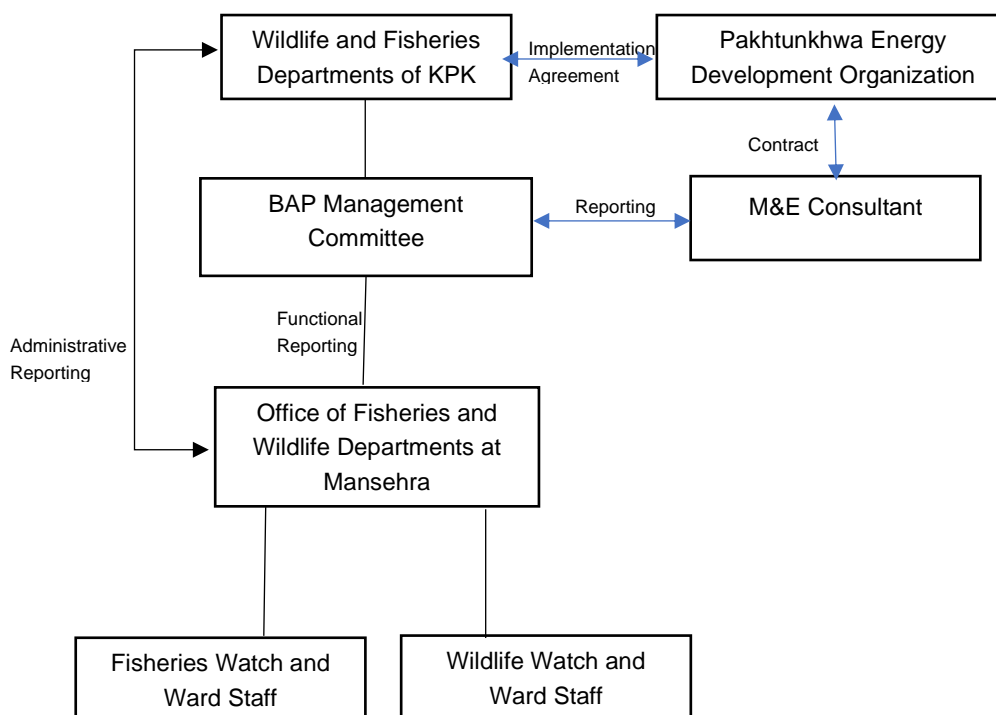 Wildlife and Fisheries
Departments of KPK
Implementation
Agreement
Pakhtunkhwa Energy
Development Organization
Contract
BAP Management
Committee
Reporting
M&E Consultant
Functional
Reporting
Administrative
Reporting
Office of Fisheries and
Wildlife Departments at
Mansehra
Fisheries Watch and
Ward Staff
Wildlife Watch and
Ward Staff